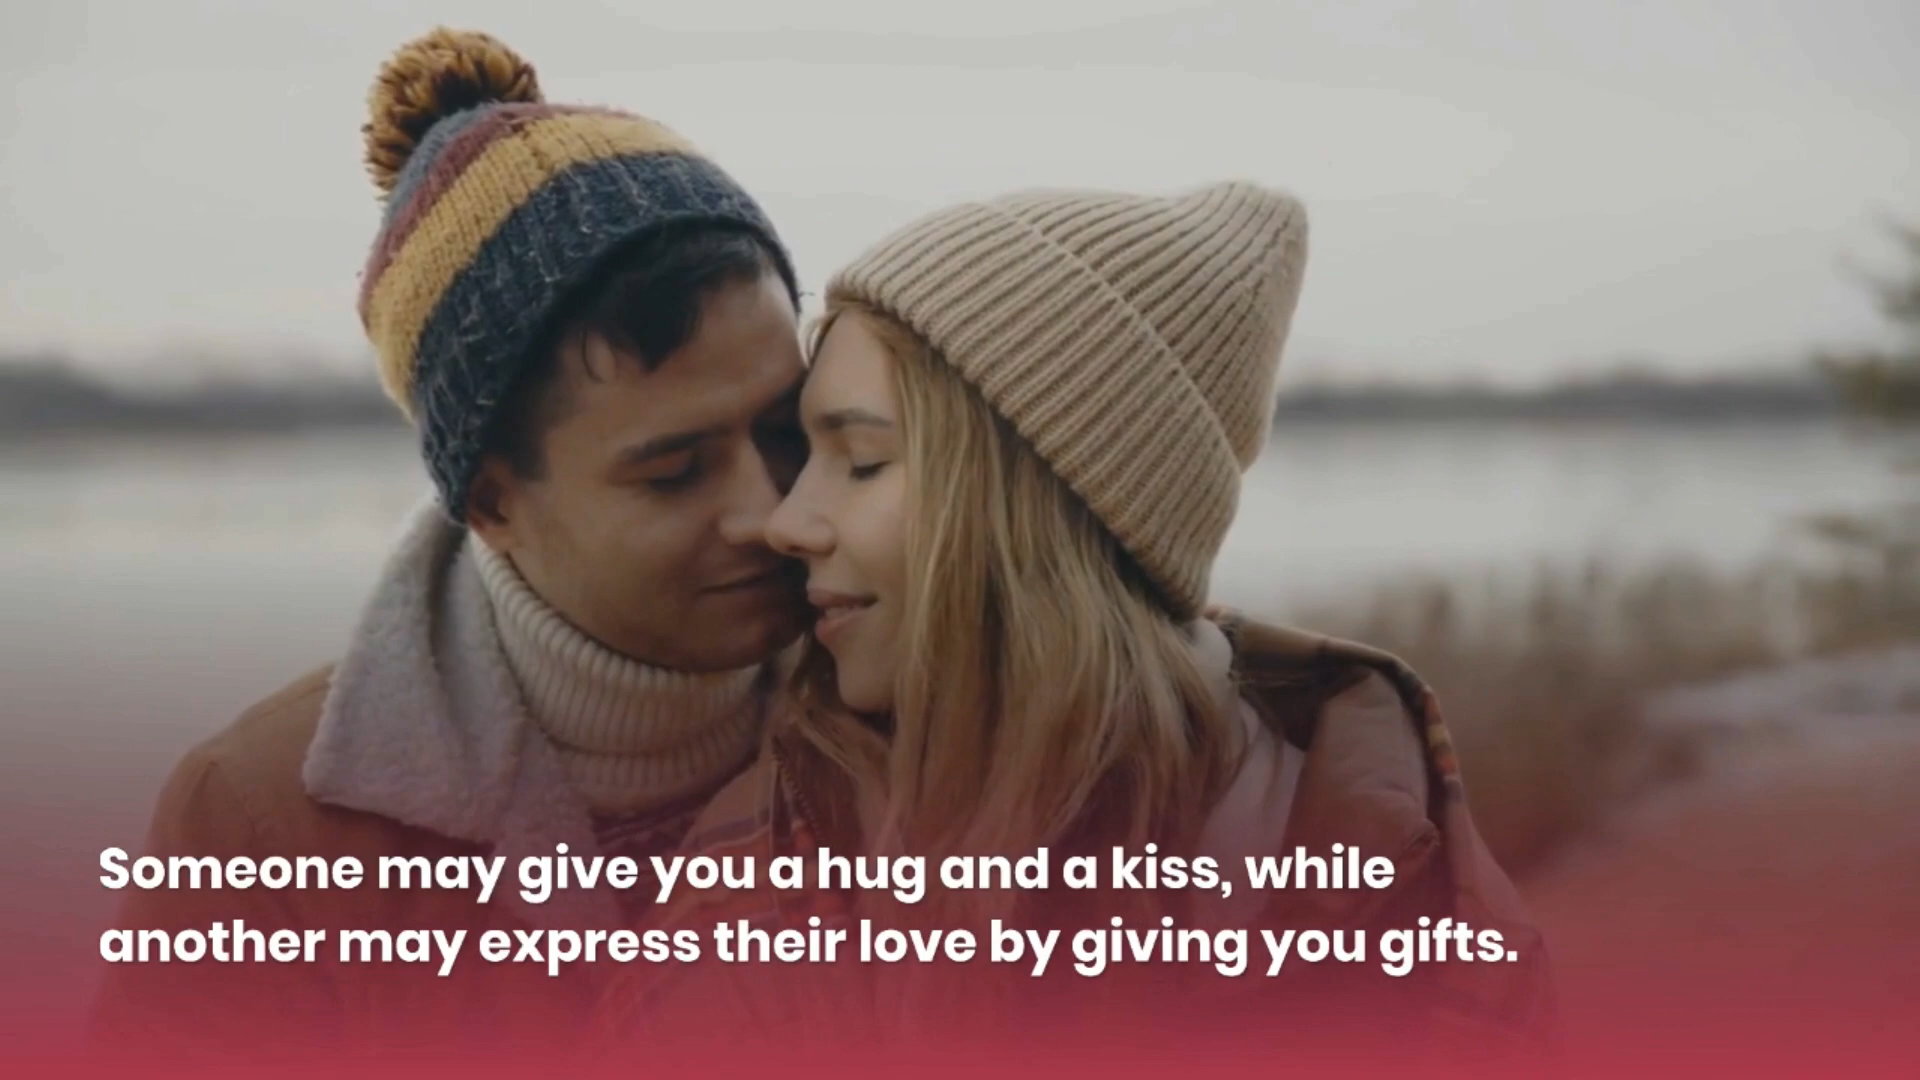 Someone may give you a hug and a kiss, while
another may express their love by giving you gifts.